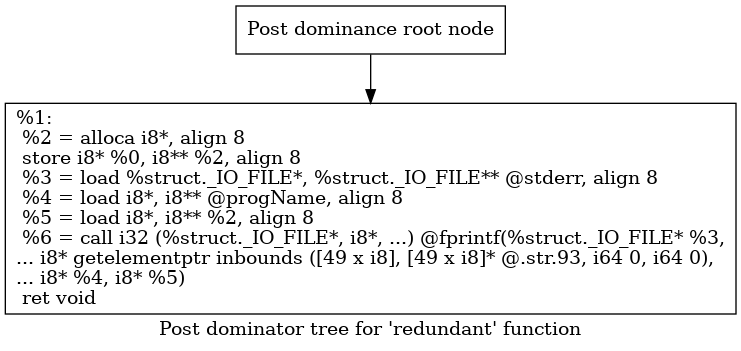 Post dominance root node
%1:
%2 = alloca i8*, align 8
store i8* %0, i8** %2, align 8
%3 = load %struct._IO_FILE*, %struct._IO_FILE** @stderr, align 8
%4 = load i8*, i8** @progName, align 8
%5 = load i8*, i8** %2, align 8
%6 = call i32 (%struct._IO_FILE*, i8*, ...) @fprintf(%struct._IO_FILE* %3,
... i8* getelementptr inbounds ([49 x i8], [49 x i8]* @.str.93, i64 0, i64 0),
... i8* %4, i8* %5)
ret void
Post dominator tree for 'redundant' function